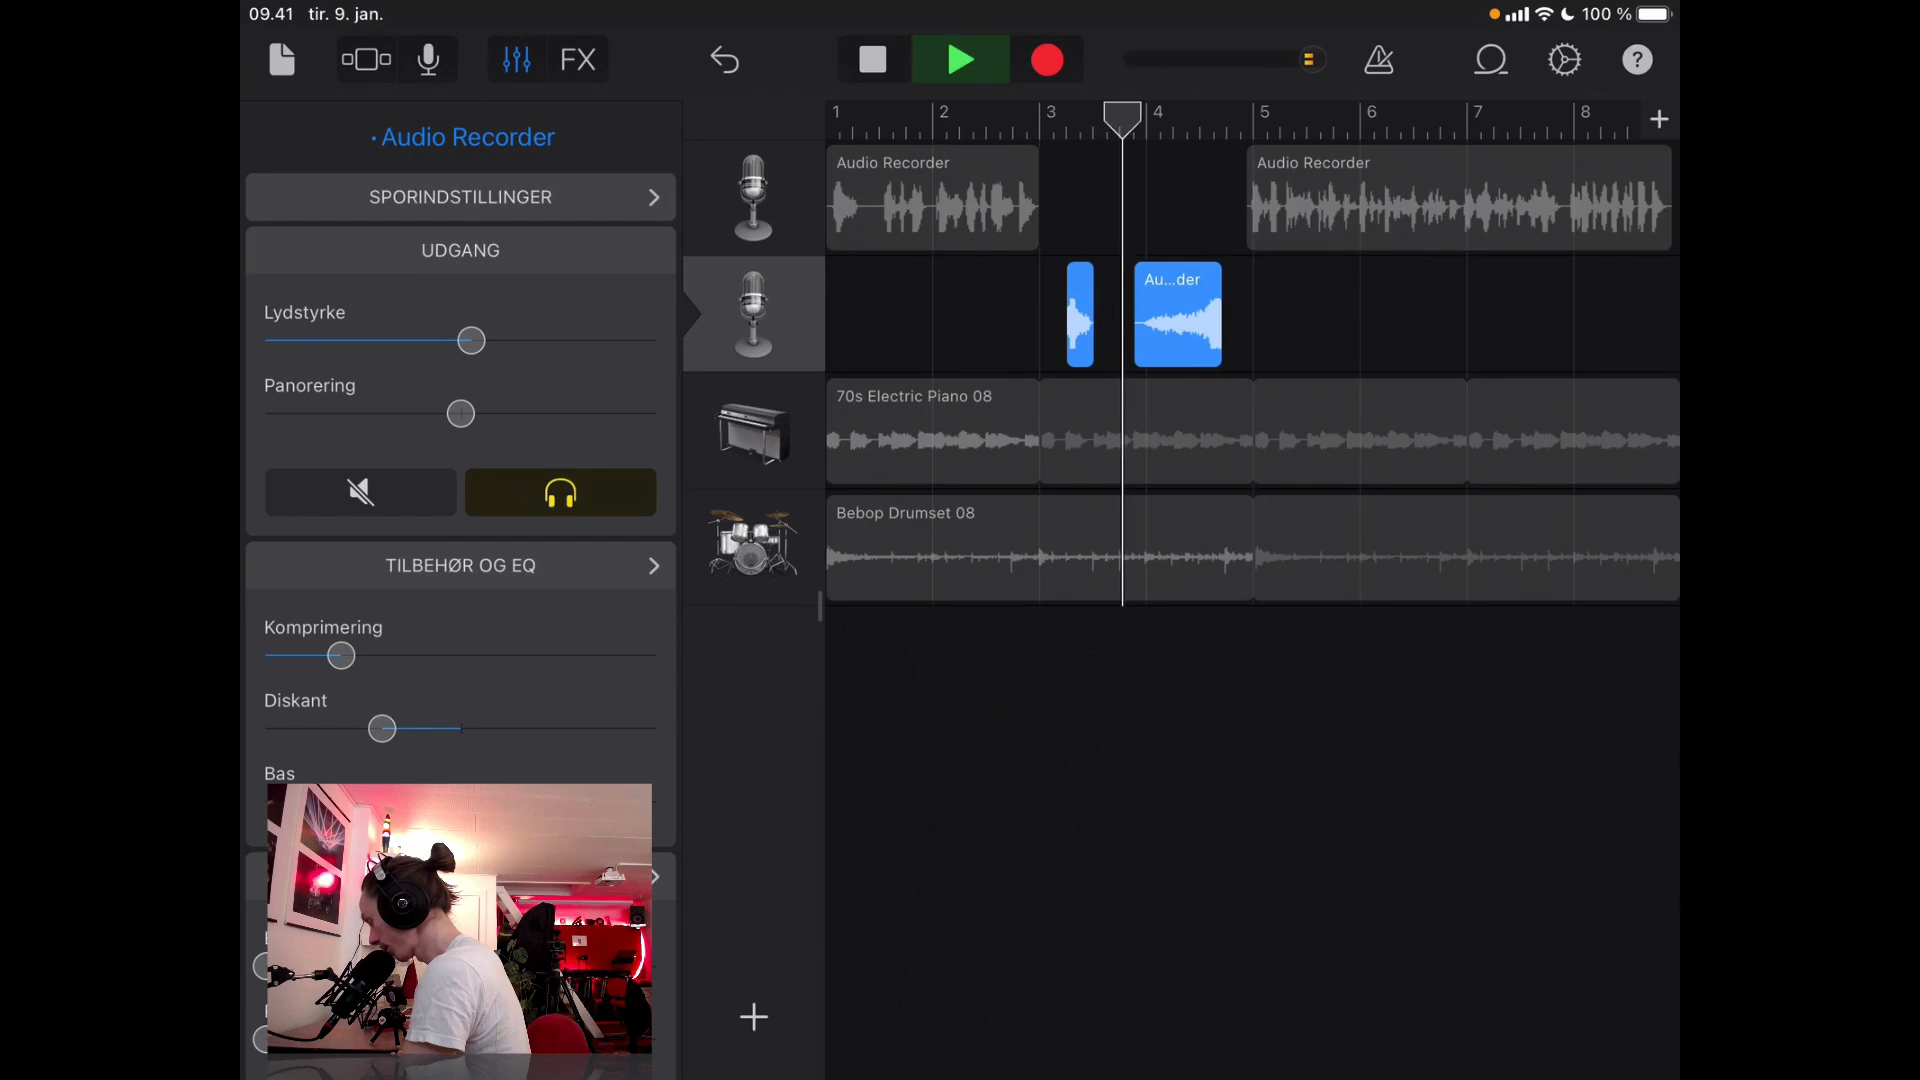 09.41 tir. 9. jan.
100 %
FX
?
Audio Recorder
1 2 3 4 5 6 7 8
SPORINDSTILLINGER
UDGANG
Lydstyrke
Panorering
TILBEHØR OG EQ
Komprimering
Diskant
Bas
Audio Recorder
Audio Recorder
Au...der
70s Electric Piano 08
Bebop Drumset 08